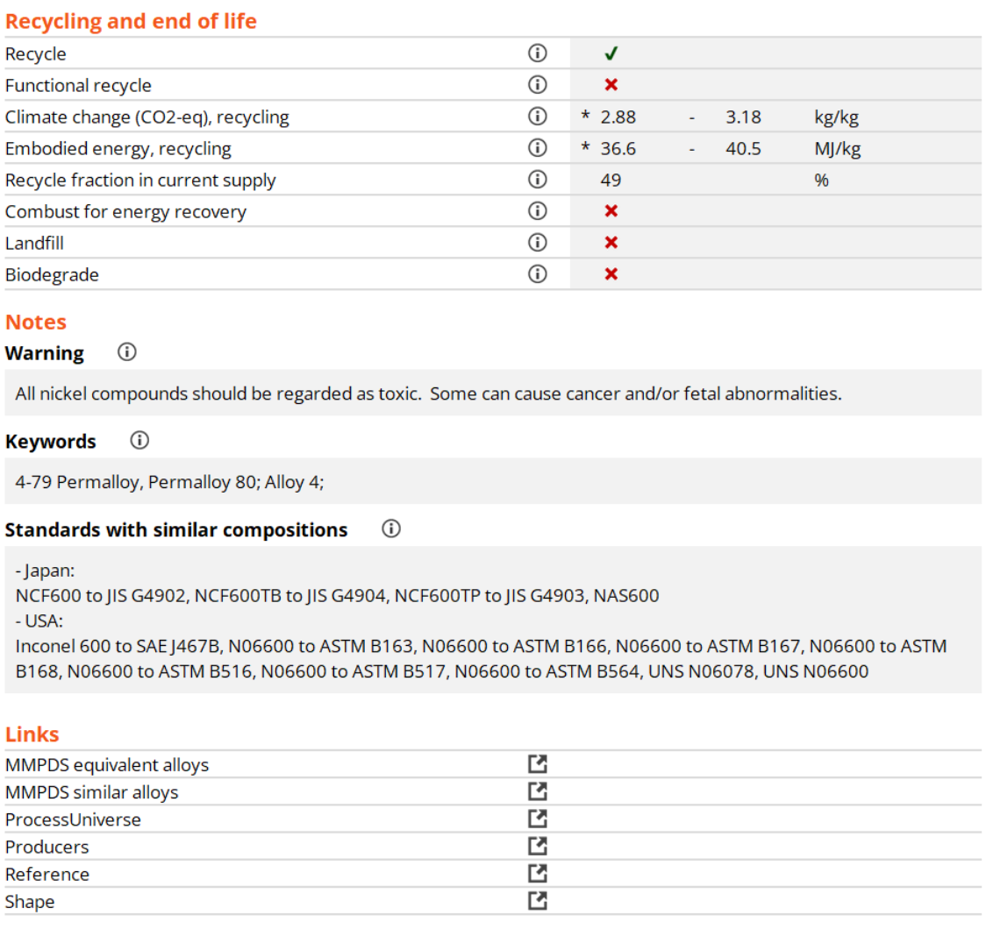 Recycling and end of life
Recycle ✓
Functional recycle ✗
Climate change (CO2-eq), recycling * 2.88 - 3.18 kg/kg
Embodied energy, recycling * 36.6 - 40.5 MJ/kg
Recycle fraction in current supply 49 %
Combust for energy recovery ✗
Landfill ✗
Biodegrade ✗
Notes
Warning
All nickel compounds should be regarded as toxic.  Some can cause cancer and/or fetal abnormalities.
Keywords
4-79 Permalloy, Permalloy 80; Alloy 4;
Standards with similar compositions
- Japan:
NCF600 to JIS G4902, NCF600TB to JIS G4904, NCF600TP to JIS G4903, NAS600
- USA:
Inconel 600 to SAE J467B, N06600 to ASTM B163, N06600 to ASTM B166, N06600 to ASTM B167, N06600 to ASTM
B168, N06600 to ASTM B516, N06600 to ASTM B517, N06600 to ASTM B564, UNS N06078, UNS N06600
Links
MMPDS equivalent alloys
MMPDS similar alloys
ProcessUniverse
Producers
Reference
Shape